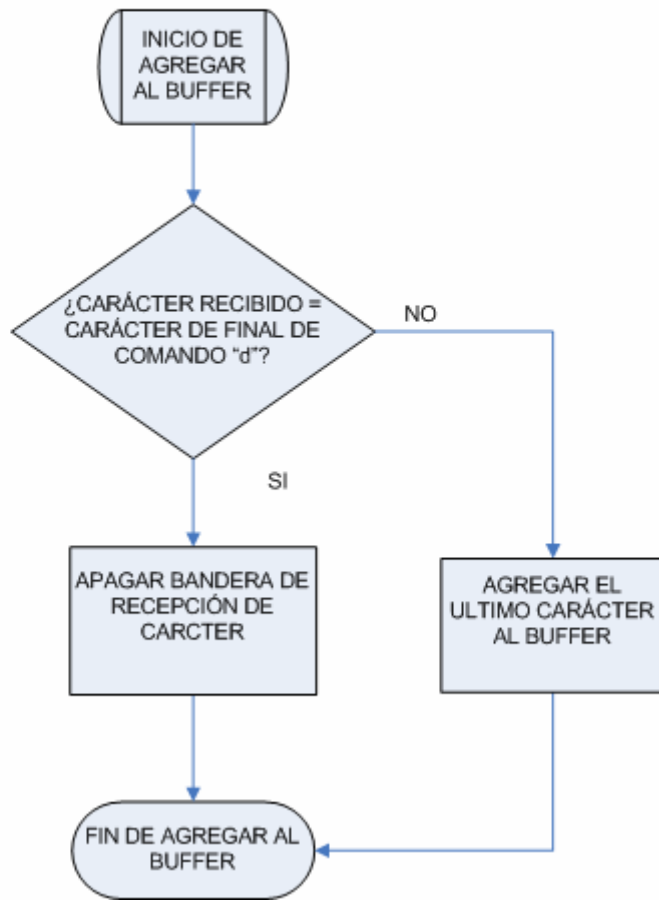 INICIO DE
AGREGAR
AL BUFFER
¿CARÁCTER RECIBIDO =
CARÁCTER DE FINAL DE
COMANDO “d”?
NO
SI
APAGAR BANDERA DE
RECEPCIÓN DE
CARCTER
AGREGAR EL
ULTIMO CARÁCTER
AL BUFFER
FIN DE AGREGAR AL
BUFFER